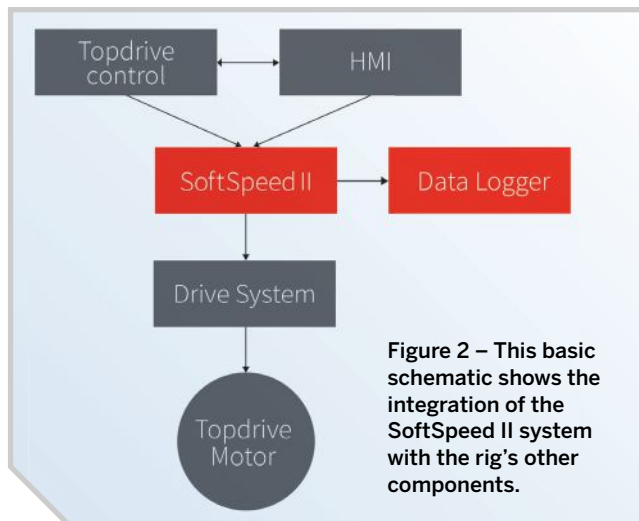 Topdrive
control
HMI
SoftSpeed II
Data Logger
Drive System
Topdrive
Motor
Figure 2 – This basic
schematic shows the
integration of the
SoftSpeed II system
with the rig's other
components.